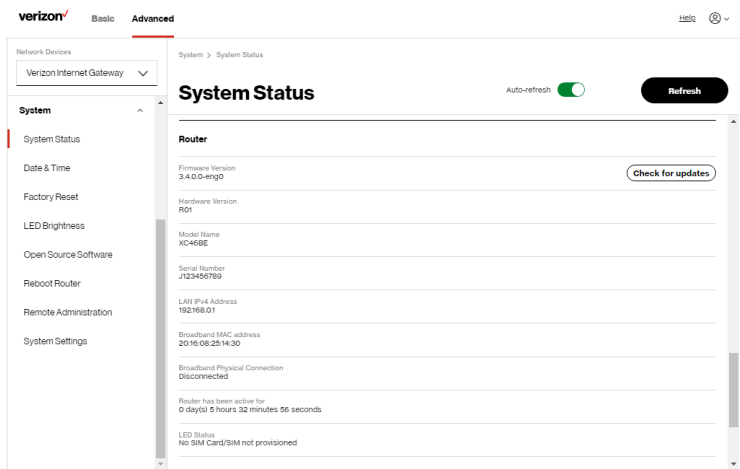 verizon
Basic
Advanced
Help
Network Devices
Verizon Internet Gateway
System
System Status
Date & Time
Factory Reset
LED Brightness
Open Source Software
Reboot Router
Remote Administration
System Settings
System > System Status
System Status
Auto-refresh
Refresh
Router
Firmware Version
3.4.0.0-eng0
Check for updates
Hardware Version
R01
Model Name
XC46BE
Serial Number
J123456789
LAN IPv4 Address
192.168.0.1
Broadband MAC address
20:16:08:25:14:30
Broadband Physical Connection
Disconnected
Router has been active for
0 day(s) 5 hours 32 minutes 56 seconds
LED Status
No SIM Card/SIM not provisioned